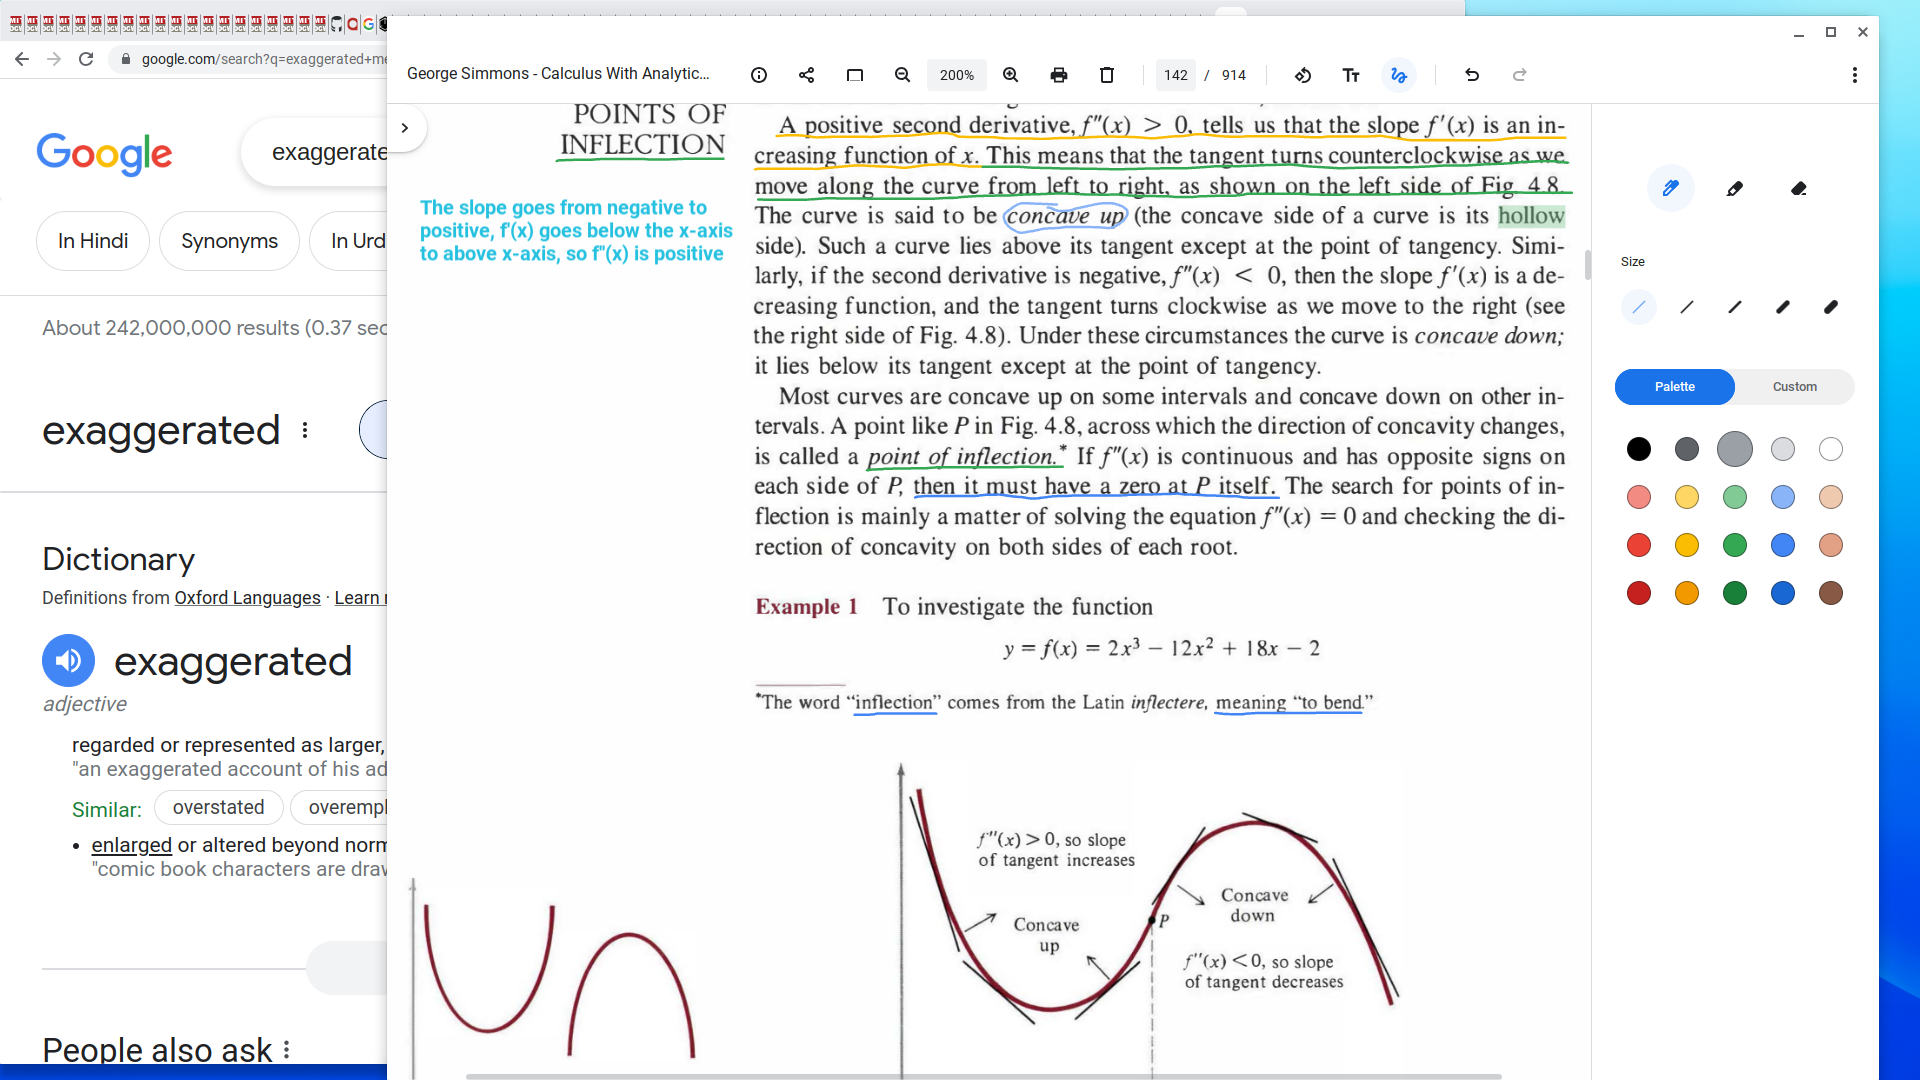 google.com/search?q=exaggerated+me
Google
exaggerate
In Hindi
Synonyms
In Urd
About 242,000,000 results (0.37 sec
exaggerated
Dictionary
Definitions from Oxford Languages · Learn
exaggerated
adjective
regarded or represented as larger,
"an exaggerated account of his ad
Similar:
overstated
overempl
enlarged or altered beyond norm
"comic book characters are draw
People also ask
George Simmons - Calculus With Analytic...
200%
142 / 914
POINTS OF
INFLECTION
The slope goes from negative to
positive, f'(x) goes below the x-axis
to above x-axis, so f"(x) is positive
A positive second derivative, f″(x) > 0, tells us that the slope f′(x) is an in-
creasing function of x. This means that the tangent turns counterclockwise as we
move along the curve from left to right, as shown on the left side of Fig. 4.8.
The curve is said to be concave up (the concave side of a curve is its hollow
side). Such a curve lies above its tangent except at the point of tangency. Simi-
larly, if the second derivative is negative, f″(x) < 0, then the slope f′(x) is a de-
creasing function, and the tangent turns clockwise as we move to the right (see
the right side of Fig. 4.8). Under these circumstances the curve is concave down;
it lies below its tangent except at the point of tangency.
Most curves are concave up on some intervals and concave down on other in-
tervals. A point like P in Fig. 4.8, across which the direction of concavity changes,
is called a point of inflection.* If f″(x) is continuous and has opposite signs on
each side of P, then it must have a zero at P itself. The search for points of in-
flection is mainly a matter of solving the equation f″(x) = 0 and checking the di-
rection of concavity on both sides of each root.
Example 1 To investigate the function
y = f(x) = 2x³ − 12x² + 18x − 2
*The word “inflection” comes from the Latin inflectere, meaning “to bend.”
f″(x) > 0, so slope
of tangent increases
Concave
up
P
Concave
down
f″(x) < 0, so slope
of tangent decreases
Size
Palette
Custom